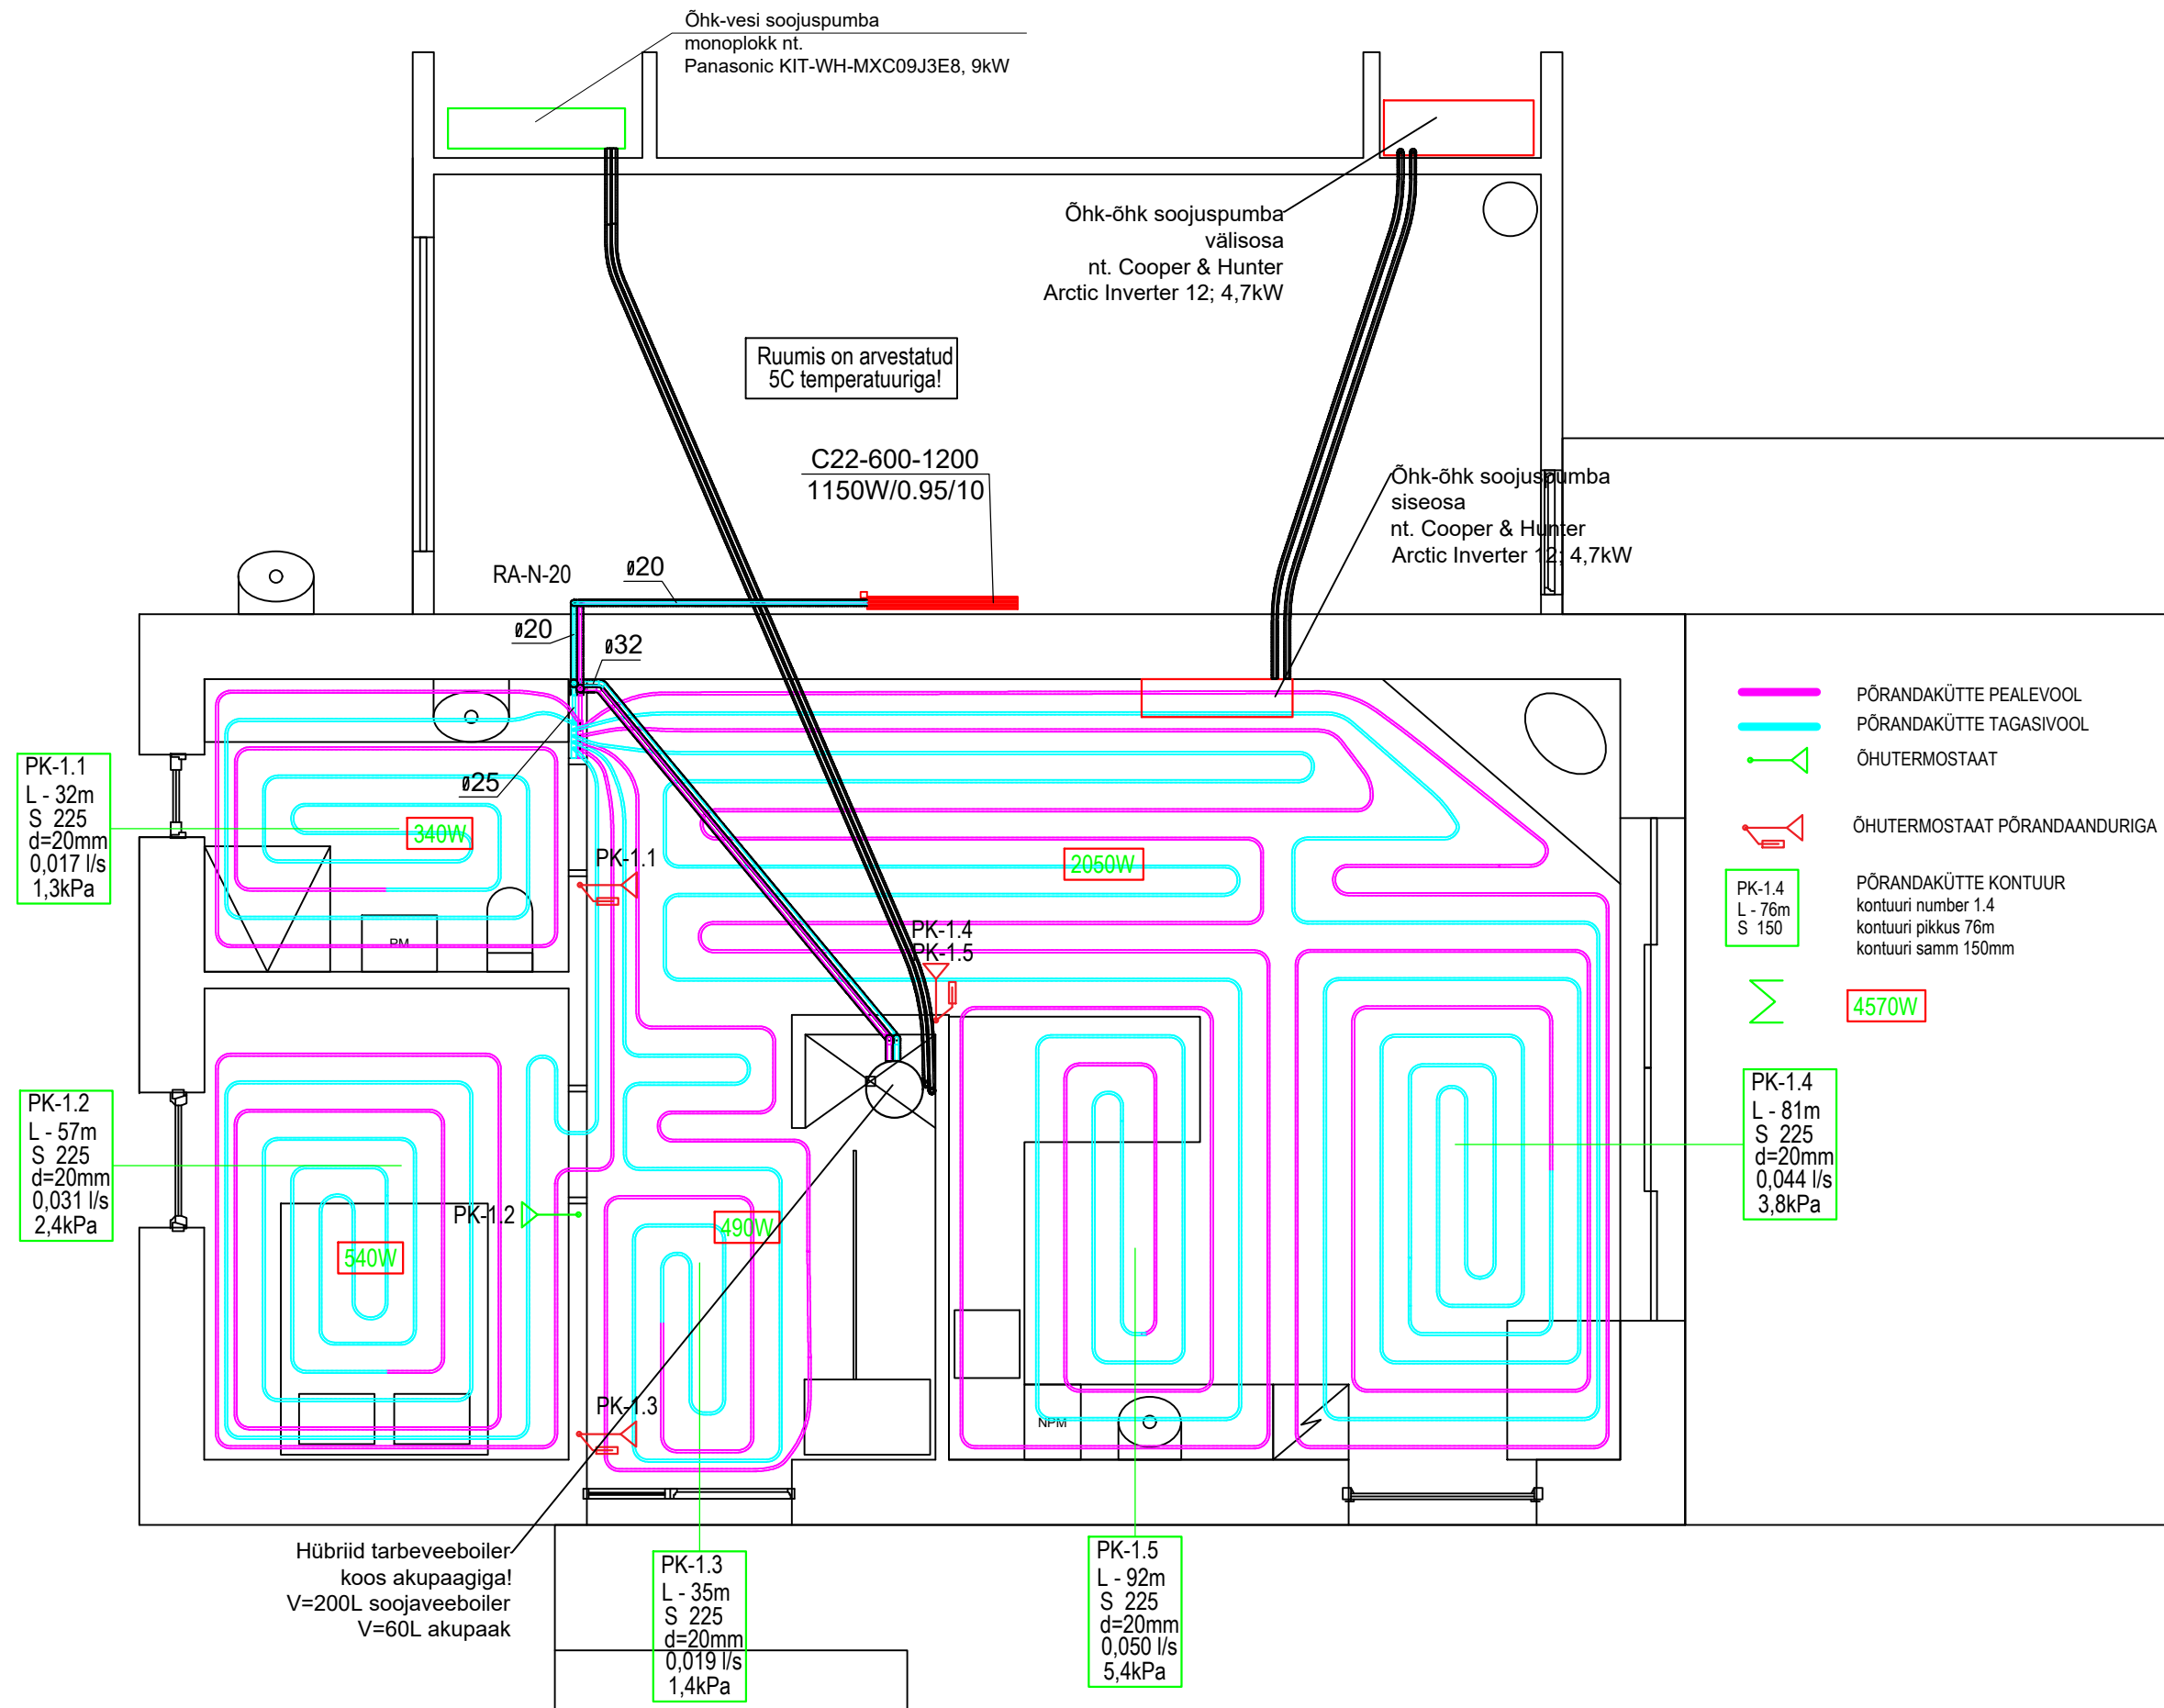 Õhk-vesi soojuspumba
monoplokk nt.
Panasonic KIT-WH-MXC09J3E8, 9kW
Õhk-õhk soojuspumba
välisosa
nt. Cooper & Hunter
Arctic Inverter 12; 4,7kW
Ruumis on arvestatud
5C temperatuuriga!
C22-600-1200
1150W/0.95/10
Õhk-õhk soojuspumba
siseosa
nt. Cooper & Hunter
Arctic Inverter 12; 4,7kW
RA-N-20
ø20
ø20
ø32
ø25
PK-1.1
L - 32m
S 225
d=20mm
0,017 l/s
1,3kPa
340W
PK-1.1
2050W
PK-1.4
PK-1.5
PM
PÕRANDAKÜTTE PEALEVOOL
PÕRANDAKÜTTE TAGASIVOOL
ÕHUTERMOSTAAT
ÕHUTERMOSTAAT PÕRANDAANDURIGA
PK-1.4
L - 76m
S 150
PÕRANDAKÜTTE KONTUUR
kontuuri number 1.4
kontuuri pikkus 76m
kontuuri samm 150mm
4570W
PK-1.2
L - 57m
S 225
d=20mm
0,031 l/s
2,4kPa
PK-1.2
540W
490W
PK-1.4
L - 81m
S 225
d=20mm
0,044 l/s
3,8kPa
PK-1.3
NPM
Hübriid tarbeveeboiler
koos akupaagiga!
V=200L soojaveeboiler
V=60L akupaak
PK-1.3
L - 35m
S 225
d=20mm
0,019 l/s
1,4kPa
PK-1.5
L - 92m
S 225
d=20mm
0,050 l/s
5,4kPa